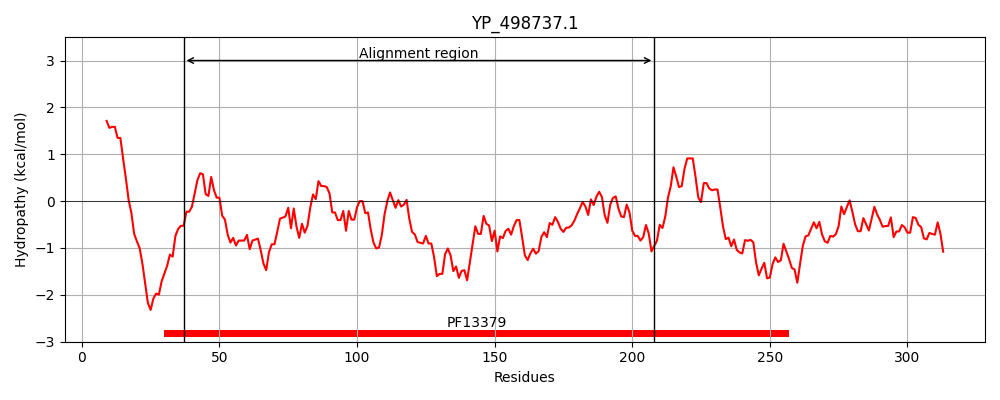 YP_498737.1
Alignment region
PF13379
Hydropathy (kcal/mol)
3
2
1
0
−1
−2
−3
0 50 100 150 200 250 300
Residues